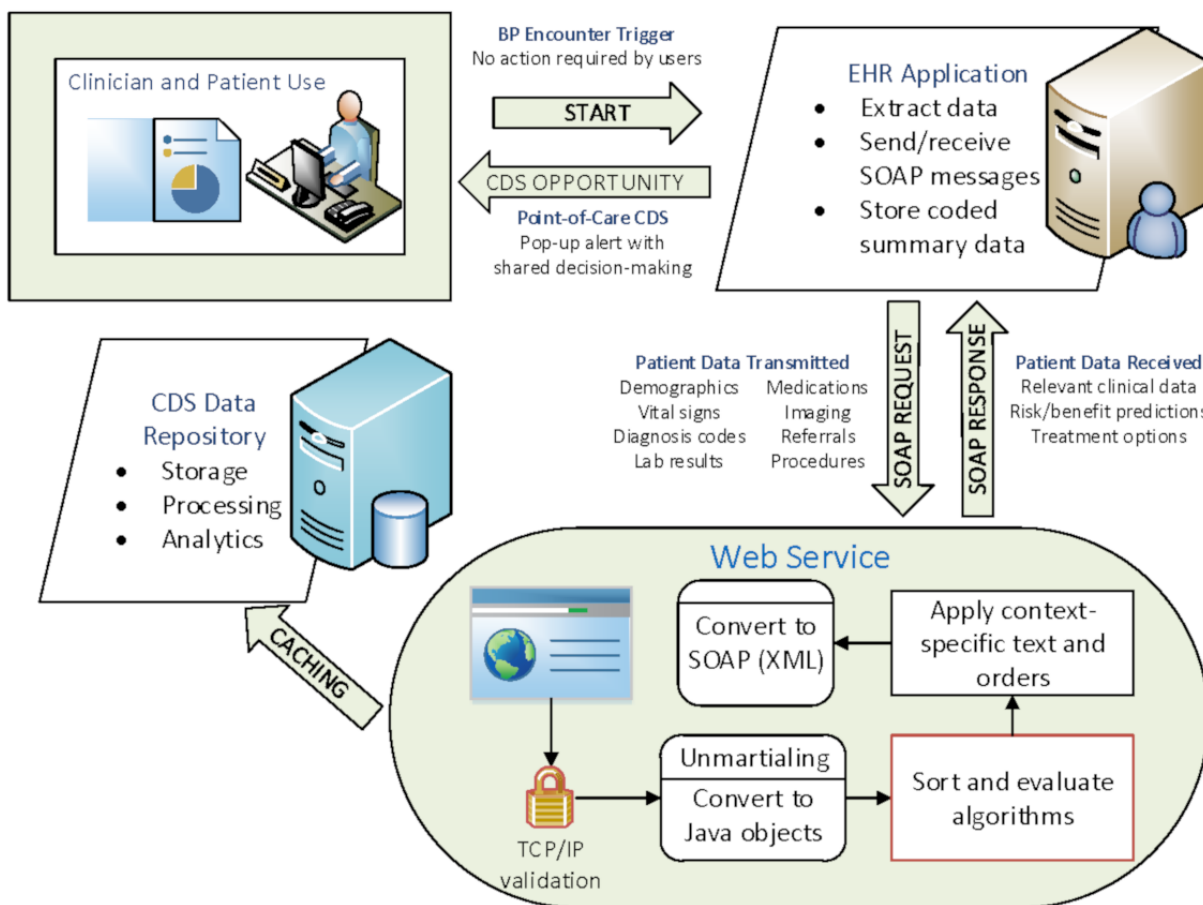 Clinician and Patient Use
BP Encounter Trigger
No action required by users
START
CDS OPPORTUNITY
Point-of-Care CDS
Pop-up alert with
shared decision-making
EHR Application
• Extract data
• Send/receive
SOAP messages
• Store coded
summary data
Patient Data Transmitted
Demographics Medications
Vital signs Imaging
Diagnosis codes Referrals
Lab results Procedures
SOAP REQUEST
SOAP RESPONSE
Patient Data Received
Relevant clinical data
Risk/benefit predictions
Treatment options
CDS Data
Repository
• Storage
• Processing
• Analytics
CACHING
Web Service
Convert to
SOAP (XML)
Apply context-
specific text and
orders
TCP/IP
validation
Unmartialing
Convert to
Java objects
Sort and evaluate
algorithms